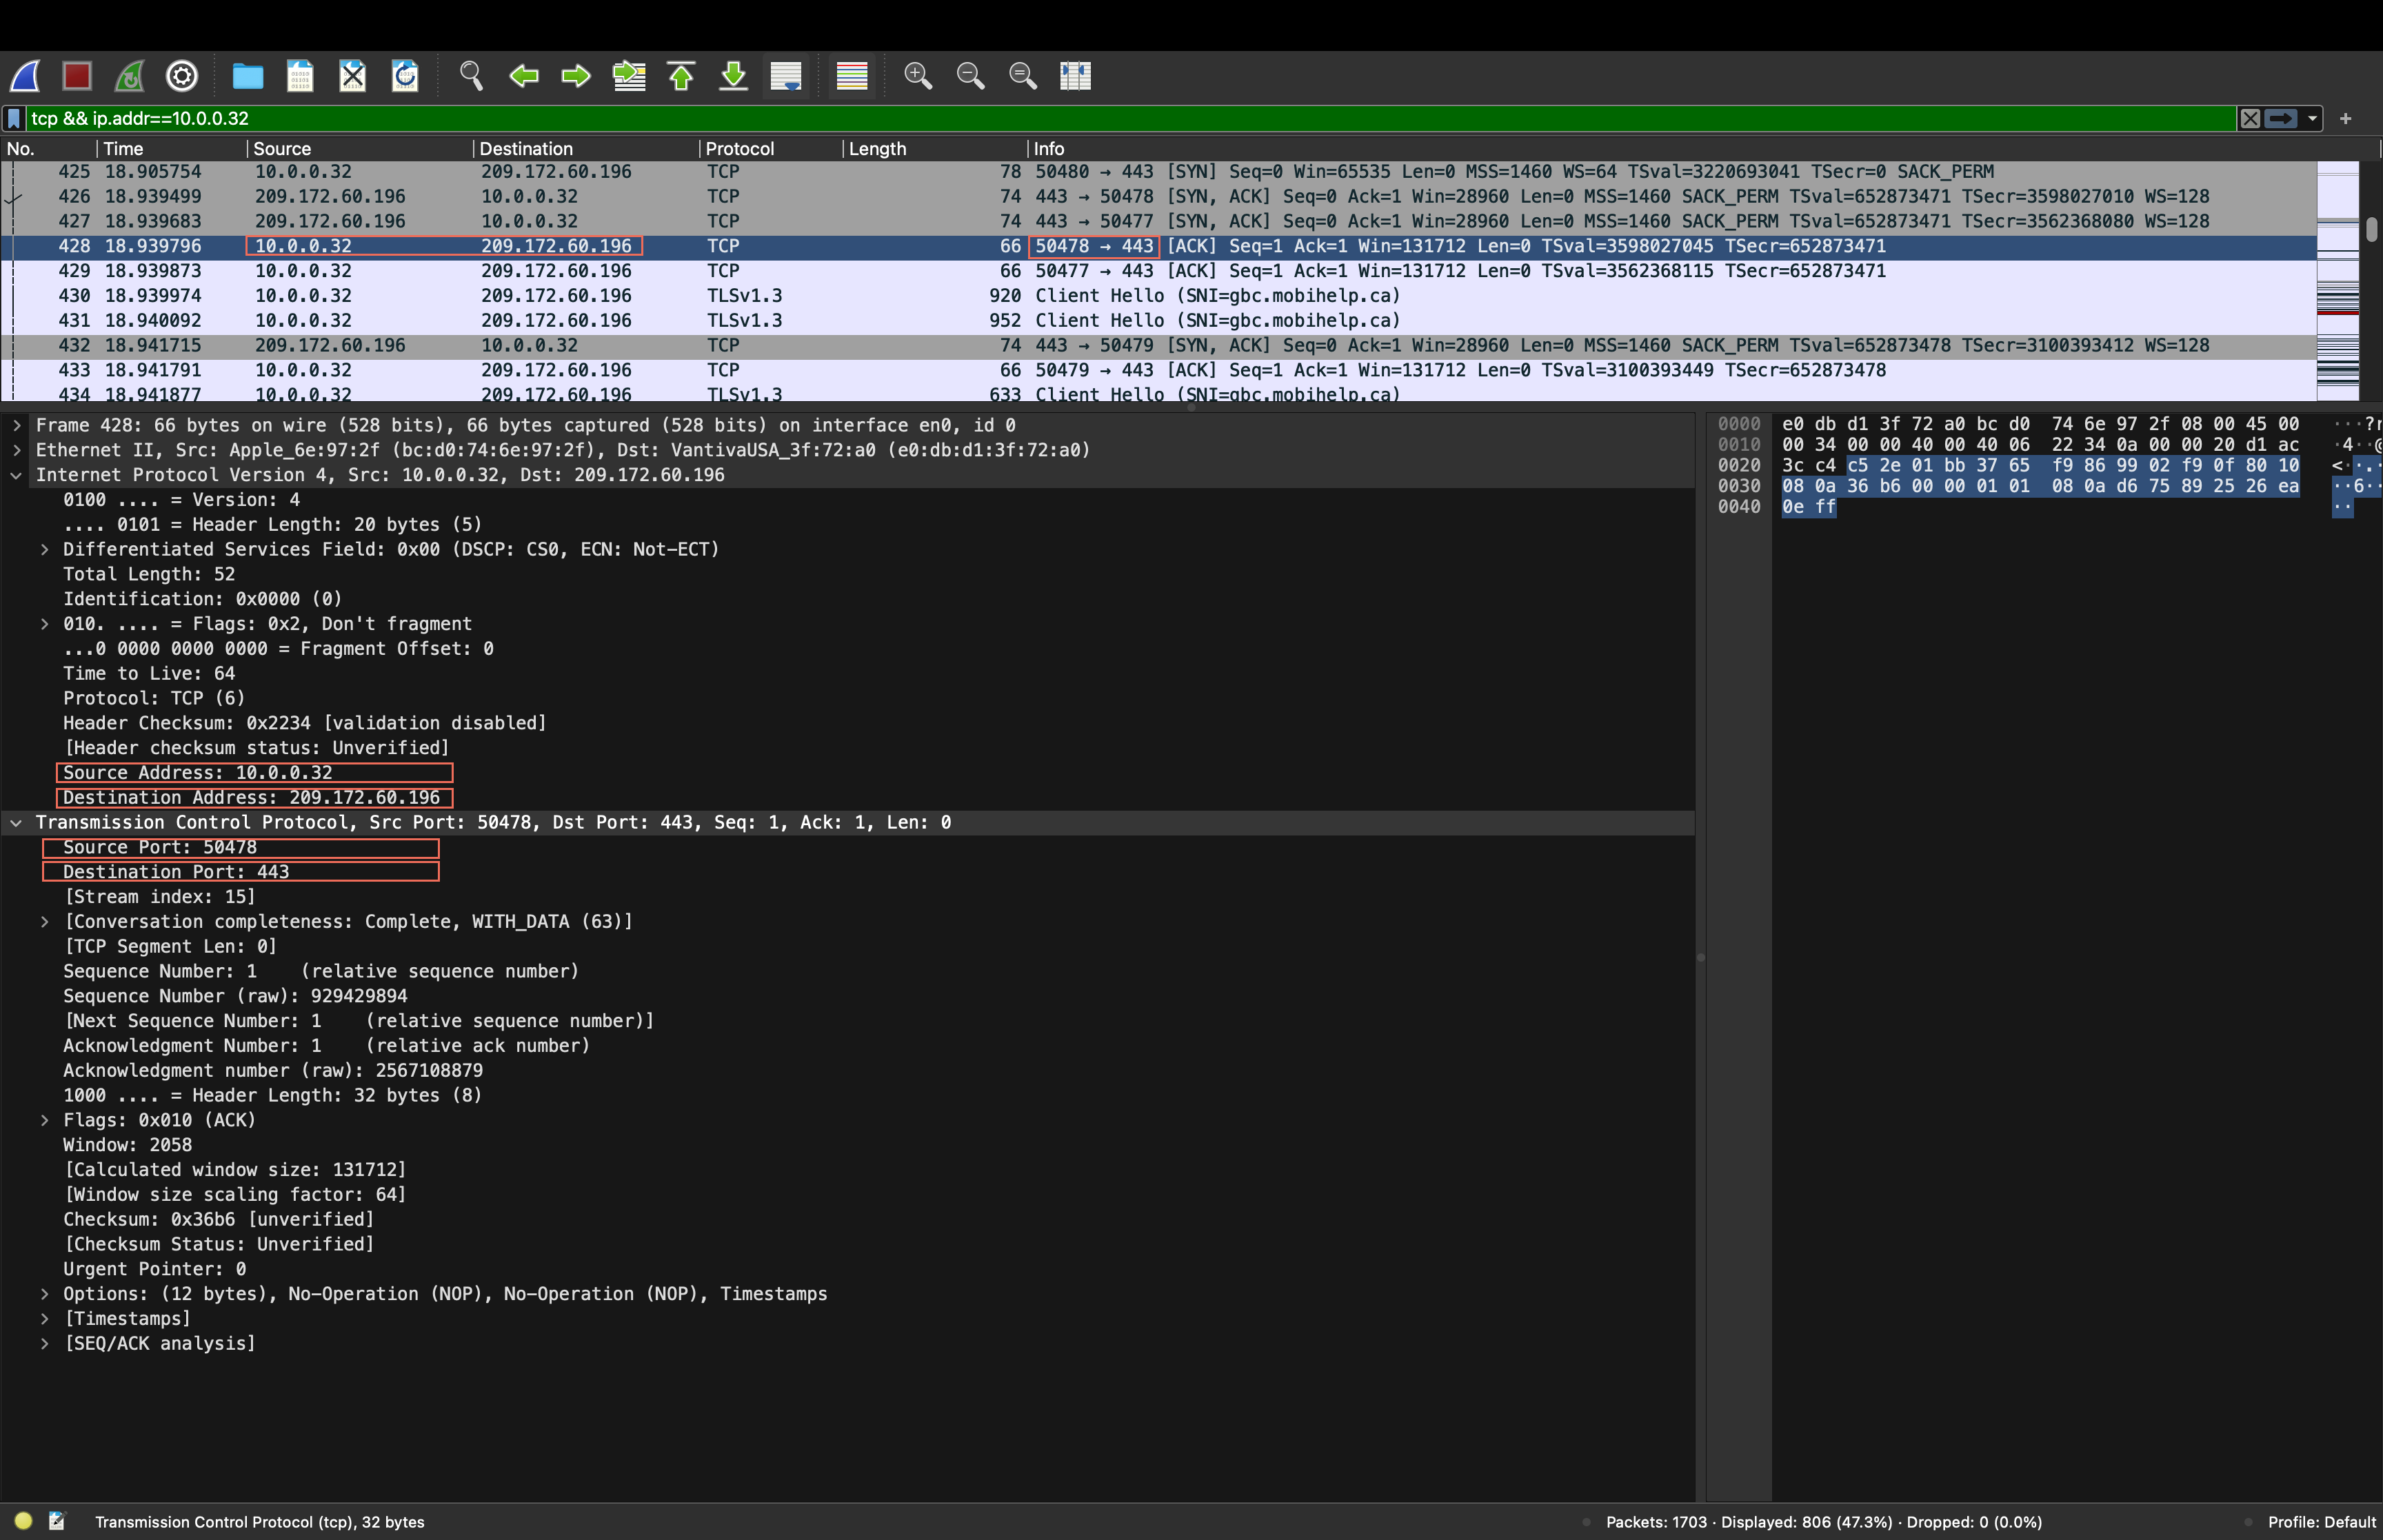 tcp && ip.addr==10.0.0.32
No. Time Source Destination Protocol Length Info
425 18.905754 10.0.0.32 209.172.60.196 TCP 78 50480 → 443 [SYN] Seq=0 Win=65535 Len=0 MSS=1460 WS=64 TSval=3220693041 TSecr=0 SACK_PERM
426 18.939499 209.172.60.196 10.0.0.32 TCP 74 443 → 50478 [SYN, ACK] Seq=0 Ack=1 Win=28960 Len=0 MSS=1460 SACK_PERM TSval=652873471 TSecr=3598027010 WS=128
427 18.939683 209.172.60.196 10.0.0.32 TCP 74 443 → 50477 [SYN, ACK] Seq=0 Ack=1 Win=28960 Len=0 MSS=1460 SACK_PERM TSval=652873471 TSecr=3562368080 WS=128
428 18.939796 10.0.0.32 209.172.60.196 TCP 66 50478 → 443 [ACK] Seq=1 Ack=1 Win=131712 Len=0 TSval=3598027045 TSecr=652873471
429 18.939873 10.0.0.32 209.172.60.196 TCP 66 50477 → 443 [ACK] Seq=1 Ack=1 Win=131712 Len=0 TSval=3562368115 TSecr=652873471
430 18.939974 10.0.0.32 209.172.60.196 TLSv1.3 920 Client Hello (SNI=gbc.mobihelp.ca)
431 18.940092 10.0.0.32 209.172.60.196 TLSv1.3 952 Client Hello (SNI=gbc.mobihelp.ca)
432 18.941715 209.172.60.196 10.0.0.32 TCP 74 443 → 50479 [SYN, ACK] Seq=0 Ack=1 Win=28960 Len=0 MSS=1460 SACK_PERM TSval=652873478 TSecr=3100393412 WS=128
433 18.941791 10.0.0.32 209.172.60.196 TCP 66 50479 → 443 [ACK] Seq=1 Ack=1 Win=131712 Len=0 TSval=3100393449 TSecr=652873478
434 18.941877 10.0.0.32 209.172.60.196 TLSv1.3 633 Client Hello (SNI=gbc.mobihelp.ca)
Frame 428: 66 bytes on wire (528 bits), 66 bytes captured (528 bits) on interface en0, id 0
Ethernet II, Src: Apple_6e:97:2f (bc:d0:74:6e:97:2f), Dst: VantivaUSA_3f:72:a0 (e0:db:d1:3f:72:a0)
Internet Protocol Version 4, Src: 10.0.0.32, Dst: 209.172.60.196
0100 .... = Version: 4
.... 0101 = Header Length: 20 bytes (5)
Differentiated Services Field: 0x00 (DSCP: CS0, ECN: Not-ECT)
Total Length: 52
Identification: 0x0000 (0)
010. .... = Flags: 0x2, Don't fragment
...0 0000 0000 0000 = Fragment Offset: 0
Time to Live: 64
Protocol: TCP (6)
Header Checksum: 0x2234 [validation disabled]
[Header checksum status: Unverified]
Source Address: 10.0.0.32
Destination Address: 209.172.60.196
Transmission Control Protocol, Src Port: 50478, Dst Port: 443, Seq: 1, Ack: 1, Len: 0
Source Port: 50478
Destination Port: 443
[Stream index: 15]
[Conversation completeness: Complete, WITH_DATA (63)]
[TCP Segment Len: 0]
Sequence Number: 1    (relative sequence number)
Sequence Number (raw): 929429894
[Next Sequence Number: 1    (relative sequence number)]
Acknowledgment Number: 1    (relative ack number)
Acknowledgment number (raw): 2567108879
1000 .... = Header Length: 32 bytes (8)
Flags: 0x010 (ACK)
Window: 2058
[Calculated window size: 131712]
[Window size scaling factor: 64]
Checksum: 0x36b6 [unverified]
[Checksum Status: Unverified]
Urgent Pointer: 0
Options: (12 bytes), No-Operation (NOP), No-Operation (NOP), Timestamps
[Timestamps]
[SEQ/ACK analysis]
0000 e0 db d1 3f 72 a0 bc d0 74 6e 97 2f 08 00 45 00 ···?r
0010 00 34 00 00 40 00 40 06 22 34 0a 00 00 20 d1 ac ·4··@
0020 3c c4 c5 2e 01 bb 37 65 f9 86 99 02 f9 0f 80 10 <··.·
0030 08 0a 36 b6 00 00 01 01 08 0a d6 75 89 25 26 ea ··6··
0040 0e ff ··
Transmission Control Protocol (tcp), 32 bytes
Packets: 1703 · Displayed: 806 (47.3%) · Dropped: 0 (0.0%)
Profile: Default